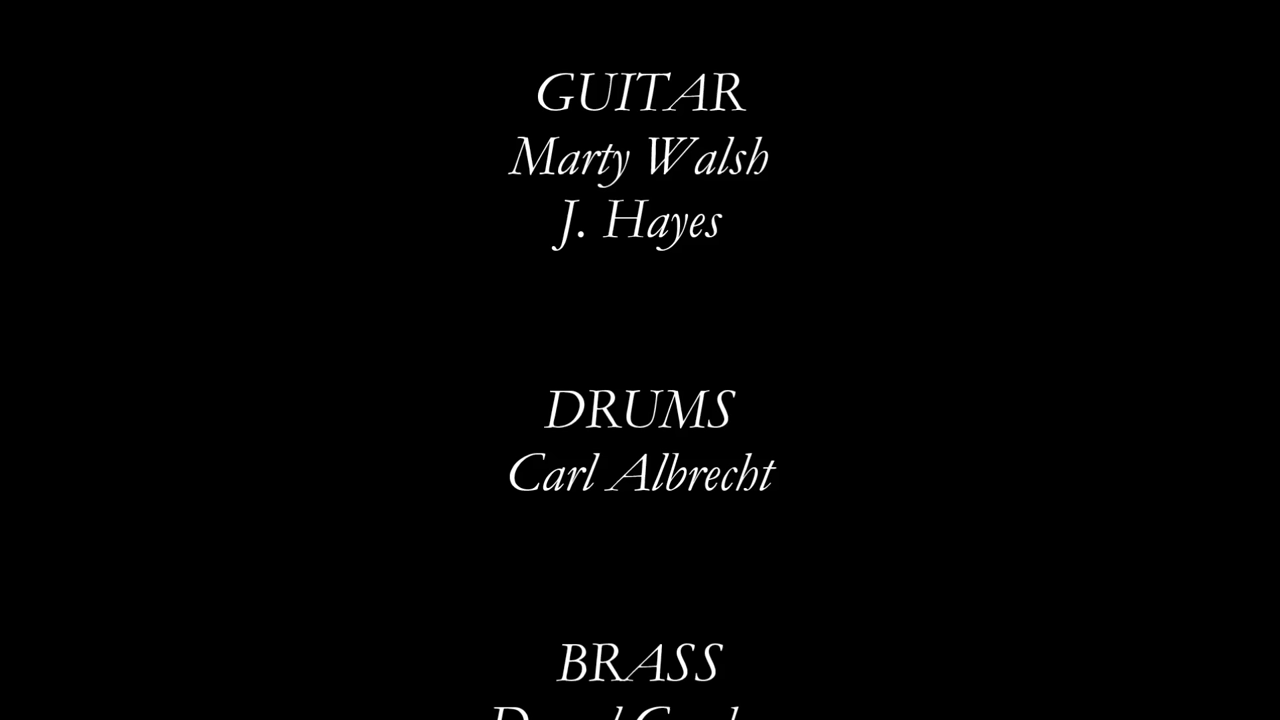 GUITAR
Marty Walsh
J. Hayes
DRUMS
Carl Albrecht
BRASS